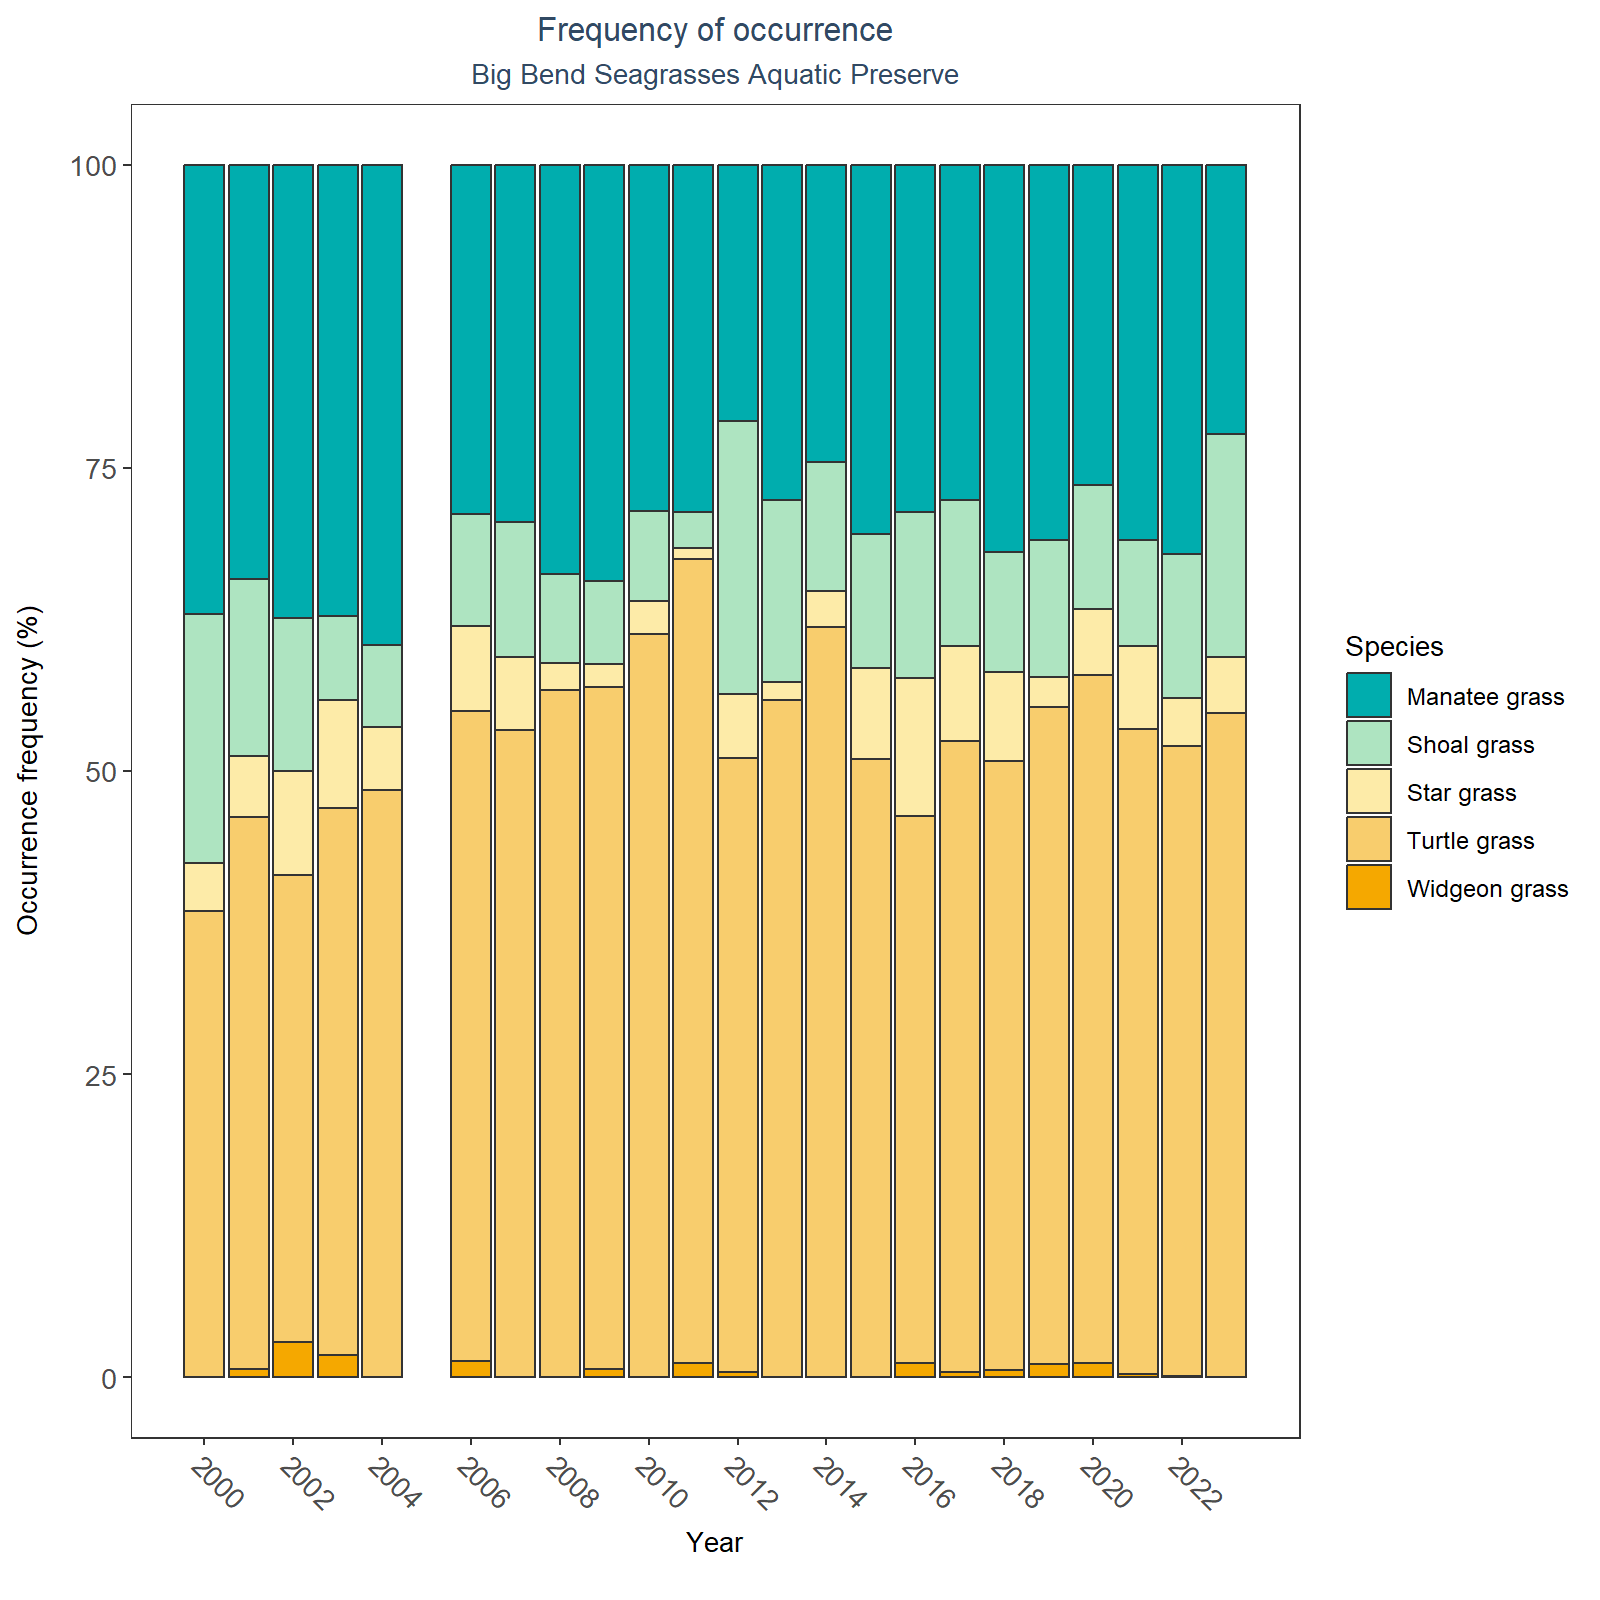 Frequency of occurrence
Big Bend Seagrasses Aquatic Preserve
Occurrence frequency (%)
100
75
50
25
0
2000
2002
2004
2006
2008
2010
2012
2014
2016
2018
2020
2022
Year
Species
Manatee grass
Shoal grass
Star grass
Turtle grass
Widgeon grass